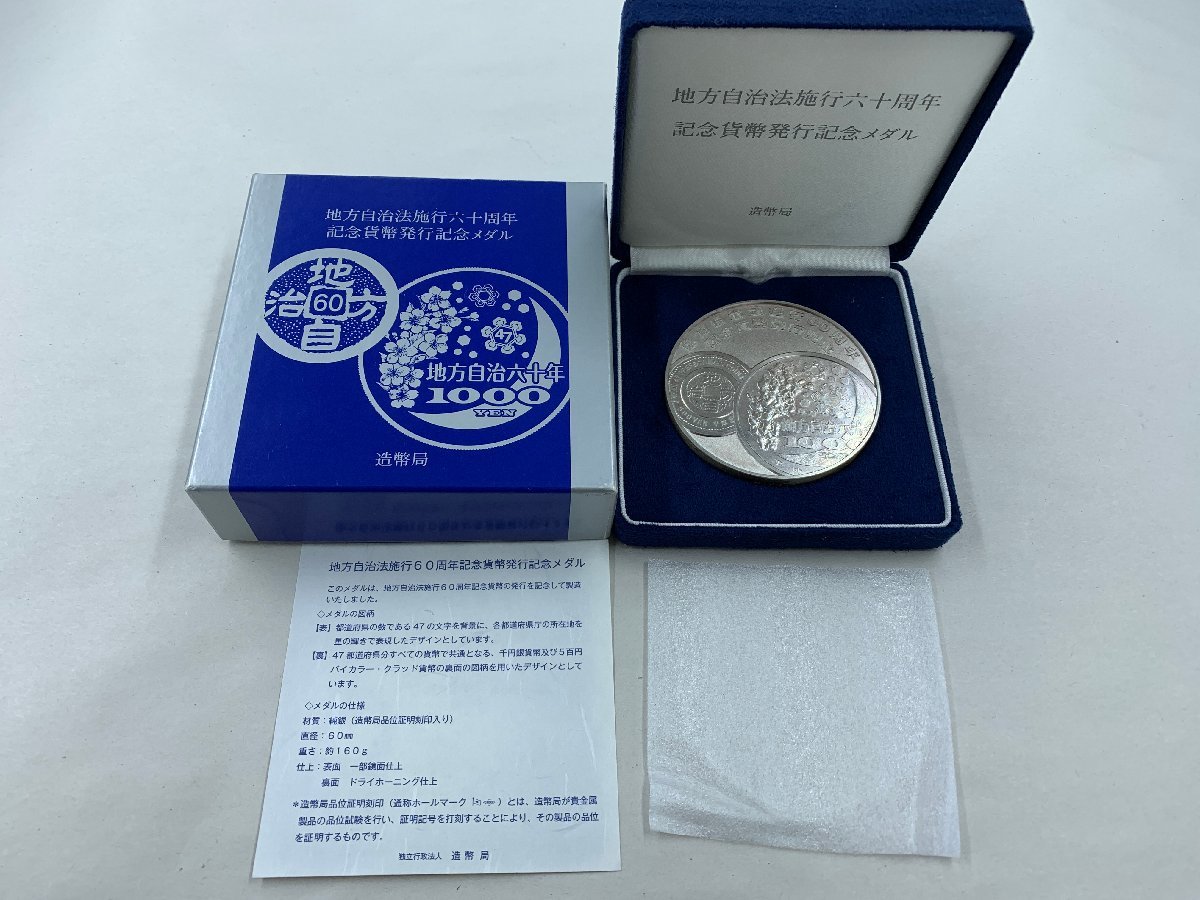 地方自治法施行六十周年
記念貨幣発行記念メダル
地方自治
60
47
地方自治六十年
1000
YEN
造幣局
地方自治法施行六十周年
記念貨幣発行記念メダル
造幣局
1000
地方自治法施行60周年記念貨幣発行記念メダル
このメダルは、地方自治法施行60周年記念貨幣の発行を記念して製造
いたしました。
◇メダルの図柄
【表】都道府県の数である47の文字を背景に、各都道府県庁の所在地を
星の輝きで表現したデザインとしています。
【裏】47都道府県分すべての貨幣で共通となる、千円銀貨幣及び5百円
バイカラー・クラッド貨幣の裏面の図柄を用いたデザインとして
います。
◇メダルの仕様
材質：純銀（造幣局品位証明刻印入り）
直径：60mm
重さ：約160g
仕上：表面 一部鏡面仕上
裏面 ドライホーニング仕上
＊造幣局品位証明刻印（通称ホールマーク ）とは、造幣局が貴金属
製品の品位試験を行い、証明記号を打刻することにより、その製品の品位
を証明するものです。
独立行政法人 造幣局